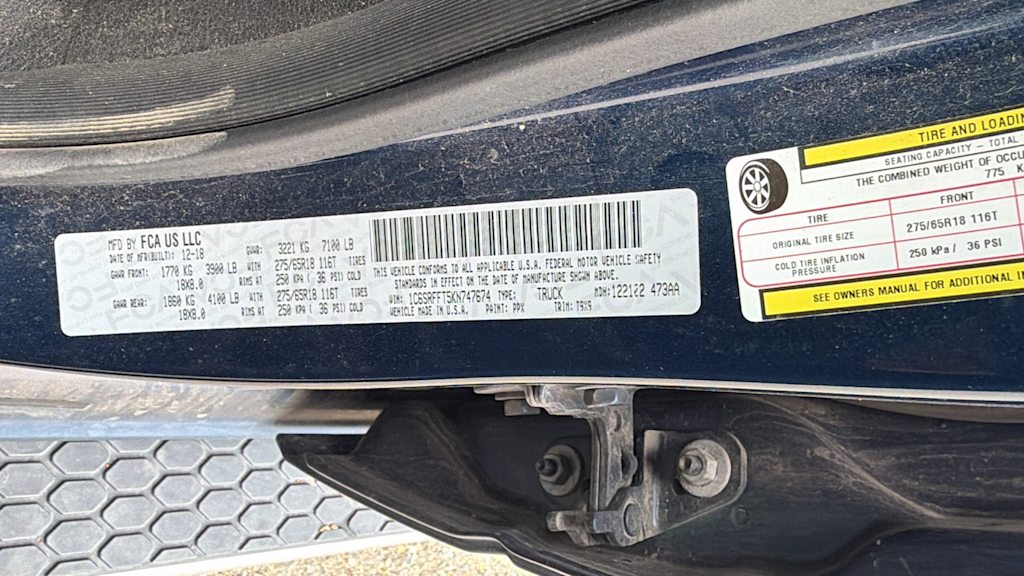 MFD BY FCA US LLC
DATE OF MFR(BUILT): 12-18
GVWR: 3221 KG 7100 LB
GAWR FRONT: 1770 KG 3900 LB WITH 275/65R18 116T TIRES
18X8.0 RIMS AT 250 KPA ( 36 PSI) COLD
GAWR REAR: 1860 KG 4100 LB WITH 275/65R18 116T TIRES
18X8.0 RIMS AT 250 KPA ( 36 PSI) COLD
THIS VEHICLE CONFORMS TO ALL APPLICABLE U.S.A. FEDERAL MOTOR VEHICLE SAFETY
STANDARDS IN EFFECT ON THE DATE OF MANUFACTURE SHOWN ABOVE.
VIN: 1C6SRFFT5KN747674 TYPE: TRUCK MDH:122122 473AA
VEHICLE MADE IN U.S.A. PAINT: PPX TRIM: T9X9
TIRE AND LOADIN
SEATING CAPACITY – TOTAL
THE COMBINED WEIGHT OF OCCU
775 K
TIRE FRONT
ORIGINAL TIRE SIZE 275/65R18 116T
COLD TIRE INFLATION PRESSURE 250 kPa / 36 PSI
SEE OWNERS MANUAL FOR ADDITIONAL IN